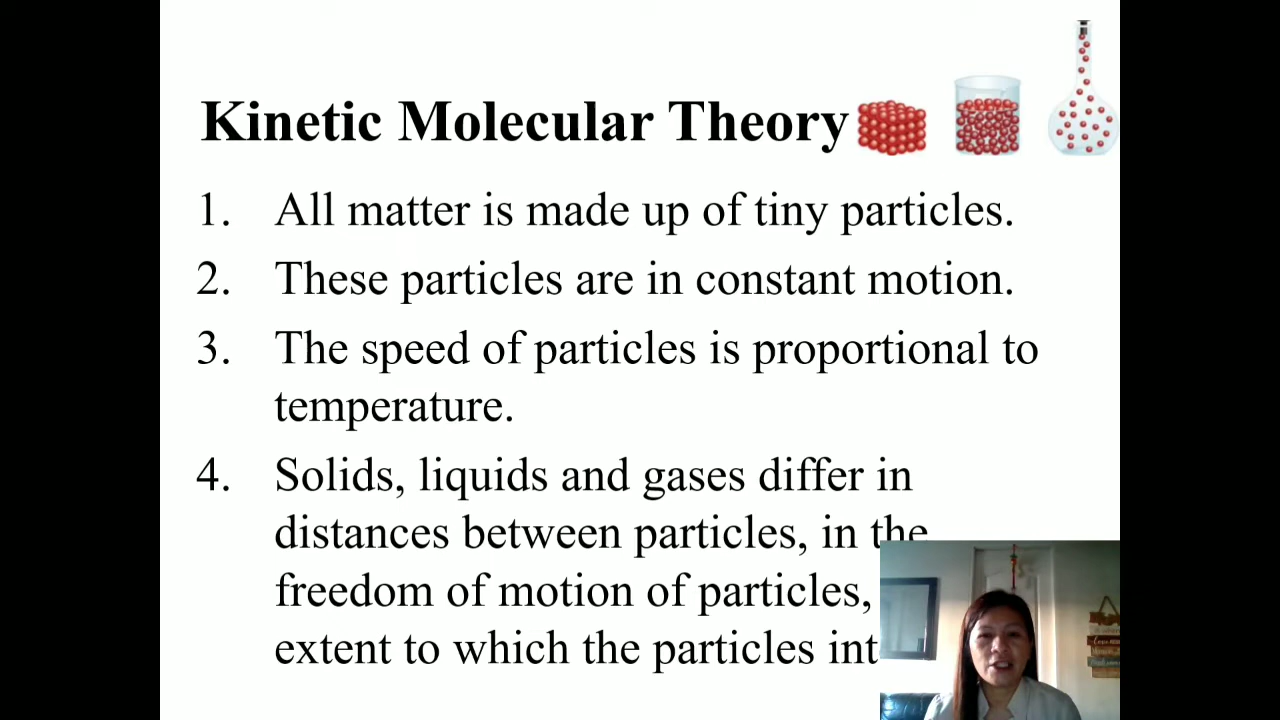 Kinetic Molecular Theory
1. All matter is made up of tiny particles.
2. These particles are in constant motion.
3. The speed of particles is proportional to
temperature.
4. Solids, liquids and gases differ in
distances between particles, in the
freedom of motion of particles,
extent to which the particles